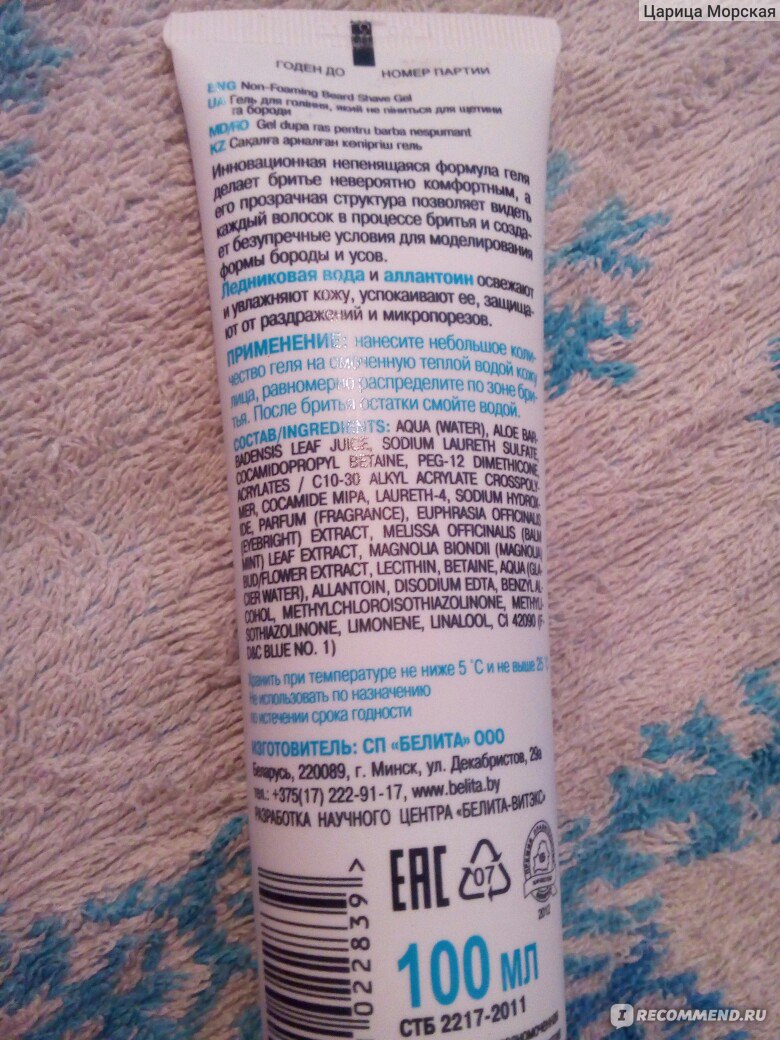 Царица Морская
ГОДЕН ДО НОМЕР ПАРТИИ
ENG Non-Foaming Beard Shave Gel
UA Гель для гоління, який не піниться для щетини
та бороди
MD/RO Gel dupa ras pentru barba nespumant
KZ Сақалға арналған көпіргіш гель
Инновационная непенящаяся формула геля
делает бритье невероятно комфортным, а
его прозрачная структура позволяет видеть
каждый волосок в процессе бритья и созда-
ет безупречные условия для моделирования
формы бороды и усов.
Ледниковая вода и аллантоин освежают
и увлажняют кожу, успокаивают ее, защища-
ют от раздражений и микропорезов.
ПРИМЕНЕНИЕ: нанесите небольшое коли-
чество геля на смоченную теплой водой кожу
лица, равномерно распределите по зоне бри-
тья. После бритья остатки смойте водой.
СОСТАВ/INGREDIENTS: AQUA (WATER), ALOE BAR-
BADENSIS LEAF JUICE, SODIUM LAURETH SULFATE,
COCAMIDOPROPYL BETAINE, PEG-12 DIMETHICONE,
ACRYLATES / C10-30 ALKYL ACRYLATE CROSSPOLY-
MER, COCAMIDE MIPA, LAURETH-4, SODIUM HYDROX-
IDE, PARFUM (FRAGRANCE), EUPHRASIA OFFICINALIS
(EYEBRIGHT) EXTRACT, MELISSA OFFICINALIS (BALM
MINT) LEAF EXTRACT, MAGNOLIA BIONDII (MAGNOLIA)
BUD/FLOWER EXTRACT, LECITHIN, BETAINE, AQUA (GLA-
CIER WATER), ALLANTOIN, DISODIUM EDTA, BENZYL AL-
COHOL, METHYLCHLOROISOTHIAZOLINONE, METHYLI-
SOTHIAZOLINONE, LIMONENE, LINALOOL, CI 42090 (F
D&C BLUE NO. 1)
Хранить при температуре не ниже 5 °C и не выше 25 °C
Не использовать по назначению
по истечении срока годности
ИЗГОТОВИТЕЛЬ: СП «БЕЛИТА» ООО
Беларусь, 220089, г. Минск, ул. Декабристов, 29а
тел.: +375(17) 222-91-17, www.belita.by
РАЗРАБОТКА НАУЧНОГО ЦЕНТРА «БЕЛИТА-ВИТЭКС»
EAC 07
2012
022839 >
100 МЛ
СТБ 2217-2011
IRECOMMEND.RU